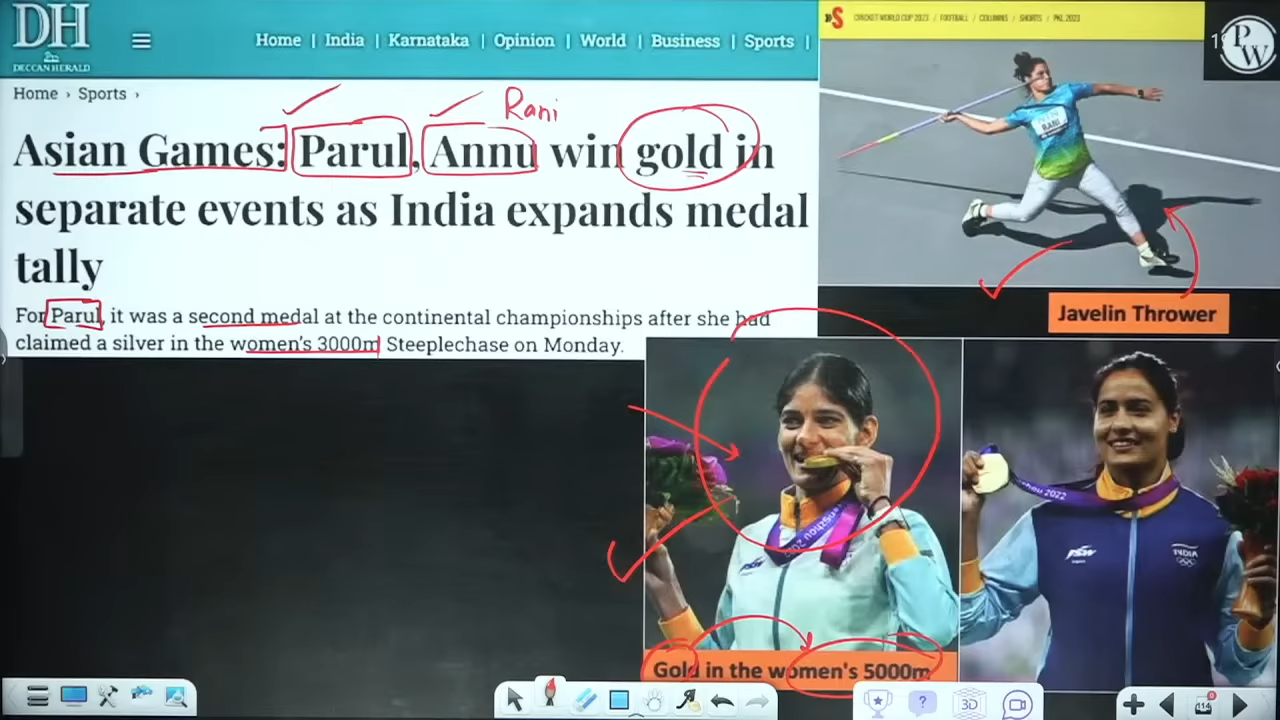 DH
DECCAN HERALD
Home | India | Karnataka | Opinion | World | Business | Sports |
Home › Sports ›
Rani
Asian Games: Parul, Annu win gold in
separate events as India expands medal
tally
For Parul, it was a second medal at the continental championships after she had
claimed a silver in the women's 3000m Steeplechase on Monday.
S
CRICKET WORLD CUP 2023 / FOOTBALL / COLUMNS / SHORTS / PKL 2023
PW
RANI
Javelin Thrower
JSW
Gold in the women's 5000m
JSW
INDIA
3D